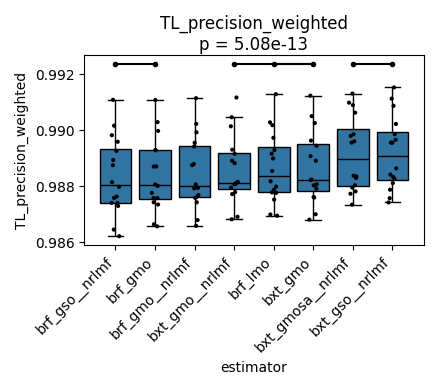 TL_precision_weighted
p = 5.08e-13
TL_precision_weighted
0.992
0.990
0.988
0.986
brf_gso__nrlmf
brf_gmo
brf_gmo__nrlmf
bxt_gmo__nrlmf
brf_lmo
bxt_gmo
bxt_gmosa__nrlmf
bxt_gso__nrlmf
estimator